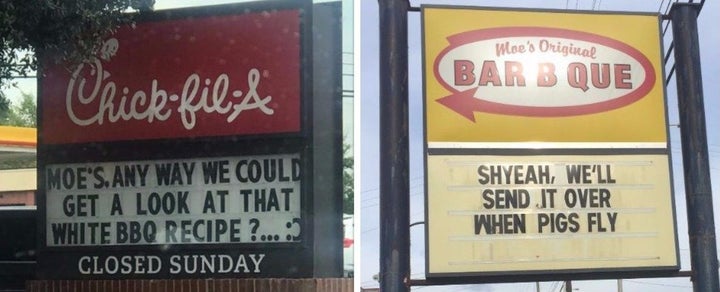 Chick-fil-A
MOE'S. ANY WAY WE COULD
GET A LOOK AT THAT
WHITE BBQ RECIPE ?... :)
CLOSED SUNDAY
Moe's Original
BAR B QUE
SHYEAH, WE'LL
SEND IT OVER
WHEN PIGS FLY